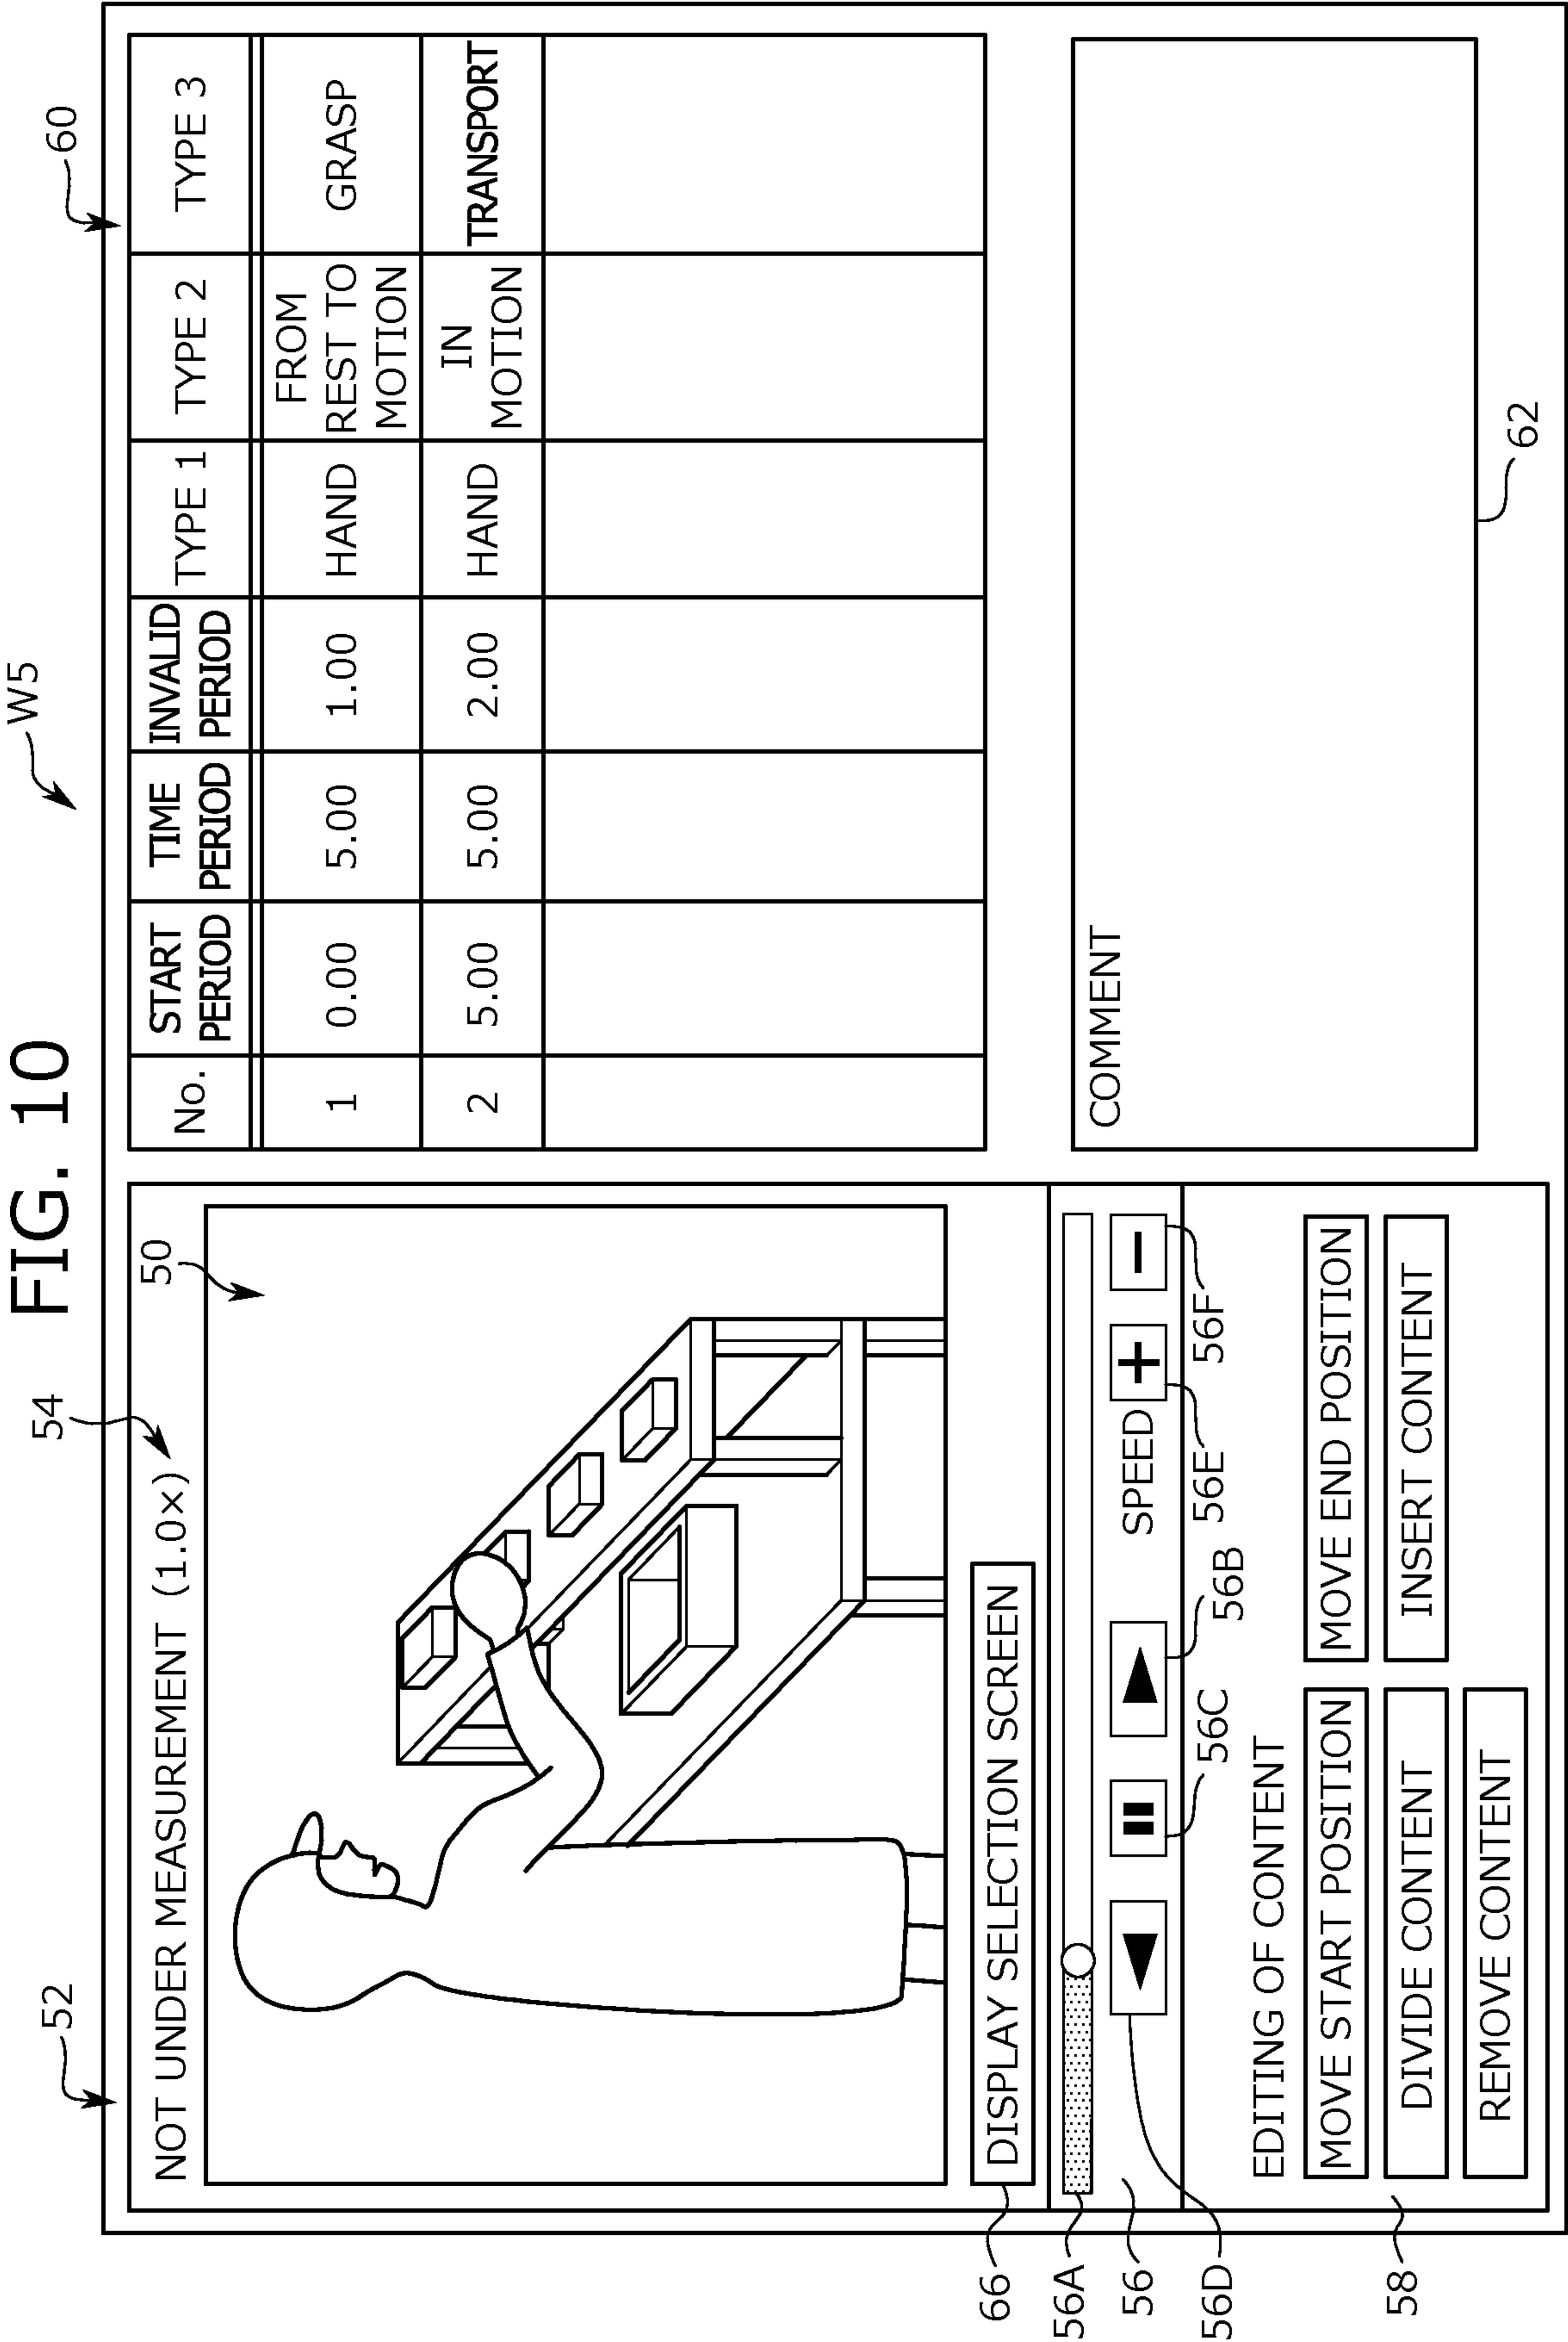 FIG. 10
W5
52
54
NOT UNDER MEASUREMENT (1.0×)
50
DISPLAY SELECTION SCREEN
66
56A
56
56D
56C
56B
SPEED
56E
56F
EDITING OF CONTENT
MOVE START POSITION
MOVE END POSITION
DIVIDE CONTENT
INSERT CONTENT
REMOVE CONTENT
58
60
No.
START
PERIOD
TIME
PERIOD
INVALID
PERIOD
TYPE 1
TYPE 2
TYPE 3
1
0.00
5.00
1.00
HAND
FROM
REST TO
MOTION
GRASP
2
5.00
5.00
2.00
HAND
IN
MOTION
TRANSPORT
COMMENT
62